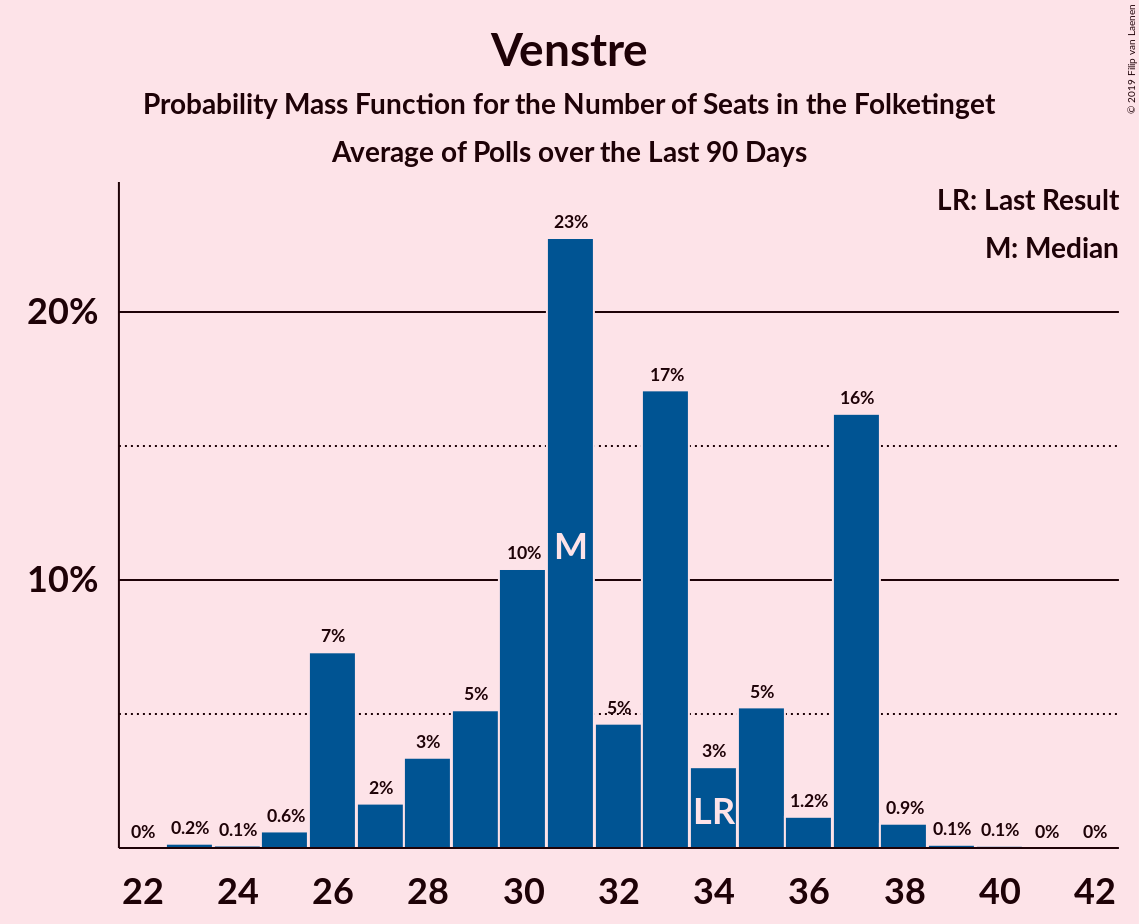 Venstre
Probability Mass Function for the Number of Seats in the Folketinget
Average of Polls over the Last 90 Days
© 2019 Filip van Laenen
LR: Last Result
M: Median
20%
10%
0%
0.2%
0.1%
0.6%
7%
2%
3%
5%
10%
23%
5%
17%
3%
5%
1.2%
16%
0.9%
0.1%
0.1%
0%
0%
M
LR
22 24 26 28 30 32 34 36 38 40 42